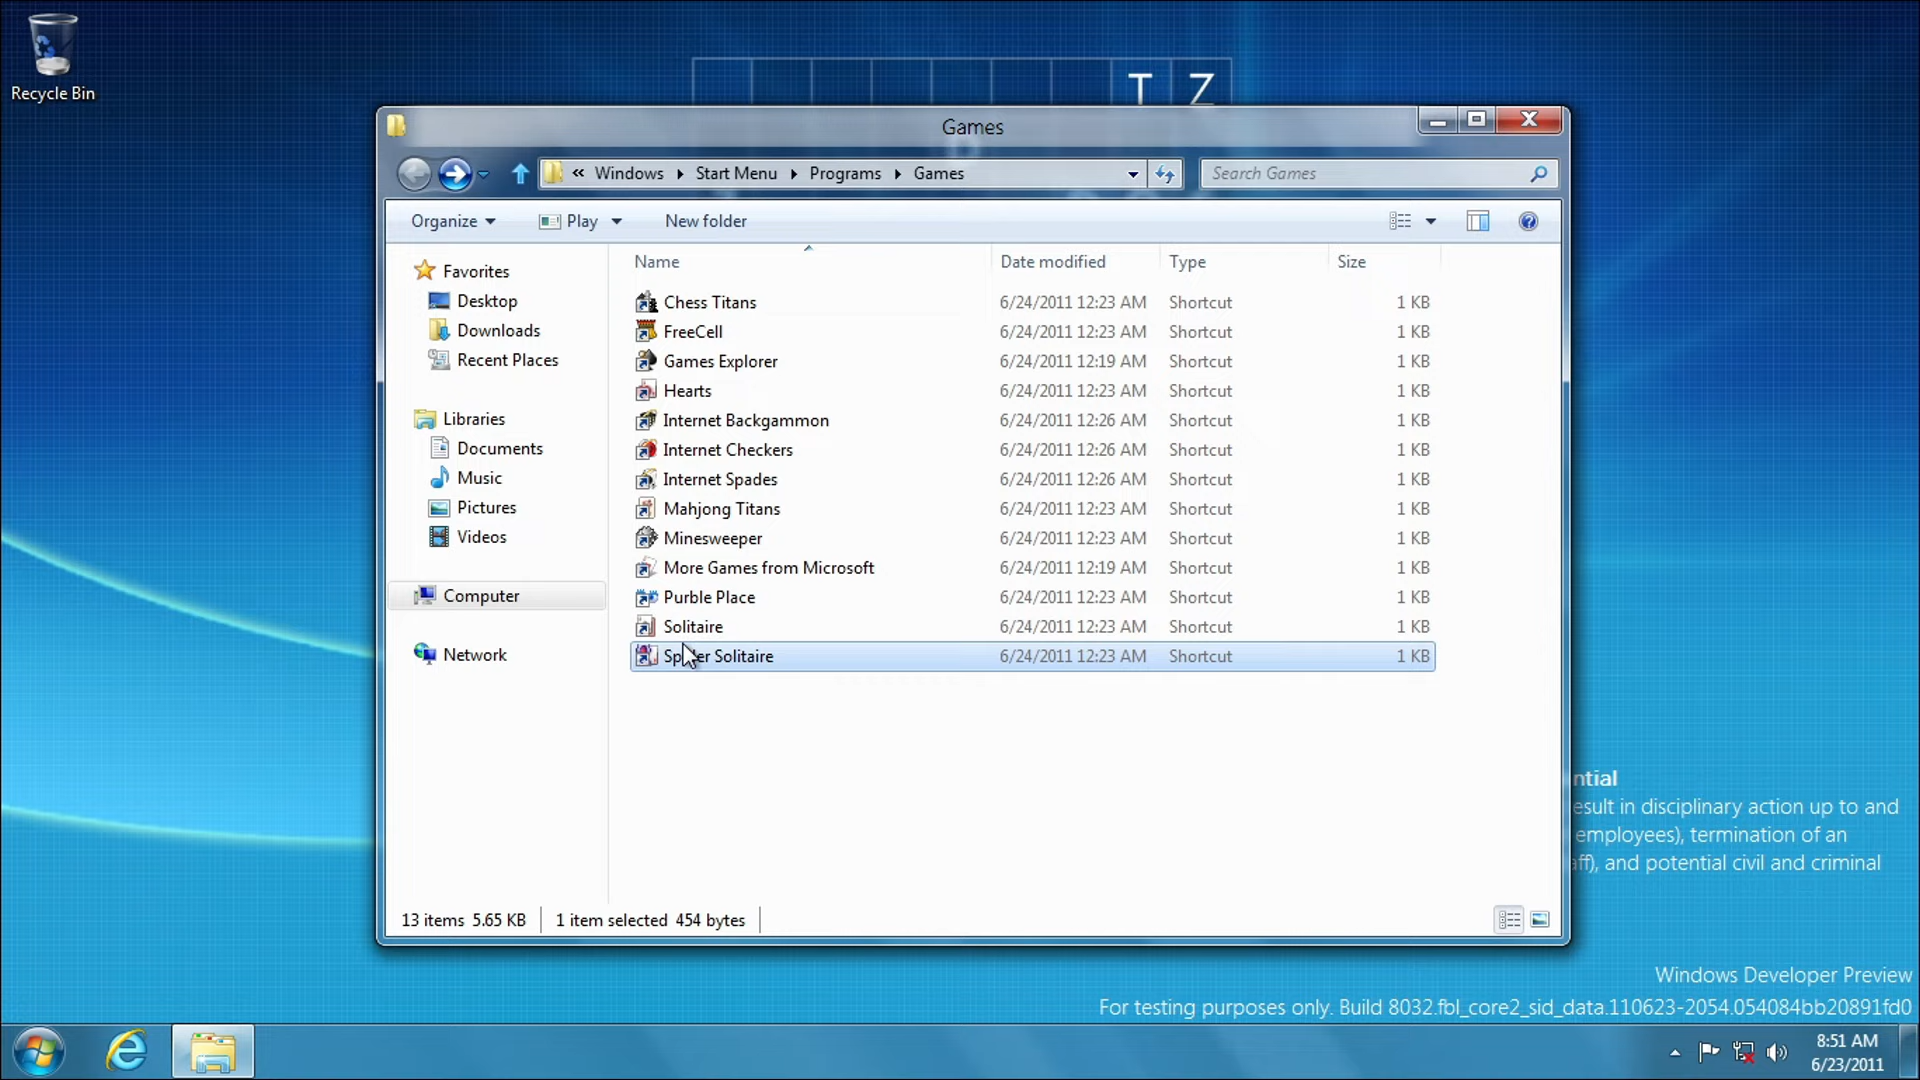 Recycle Bin
T Z
Games
« Windows Start Menu Programs Games
Search Games
Organize Play New folder
Name Date modified Type Size
Favorites
Desktop
Downloads
Recent Places
Libraries
Documents
Music
Pictures
Videos
Computer
Network
Chess Titans 6/24/2011 12:23 AM Shortcut 1 KB
FreeCell 6/24/2011 12:23 AM Shortcut 1 KB
Games Explorer 6/24/2011 12:19 AM Shortcut 1 KB
Hearts 6/24/2011 12:23 AM Shortcut 1 KB
Internet Backgammon 6/24/2011 12:26 AM Shortcut 1 KB
Internet Checkers 6/24/2011 12:26 AM Shortcut 1 KB
Internet Spades 6/24/2011 12:26 AM Shortcut 1 KB
Mahjong Titans 6/24/2011 12:23 AM Shortcut 1 KB
Minesweeper 6/24/2011 12:23 AM Shortcut 1 KB
More Games from Microsoft 6/24/2011 12:19 AM Shortcut 1 KB
Purble Place 6/24/2011 12:23 AM Shortcut 1 KB
Solitaire 6/24/2011 12:23 AM Shortcut 1 KB
Spider Solitaire 6/24/2011 12:23 AM Shortcut 1 KB
13 items 5.65 KB 1 item selected 454 bytes
ntial
esult in disciplinary action up to and
employees), termination of an
aff), and potential civil and criminal
Windows Developer Preview
For testing purposes only. Build 8032.fbl_core2_sid_data.110623-2054.054084bb20891fd0
8:51 AM
6/23/2011